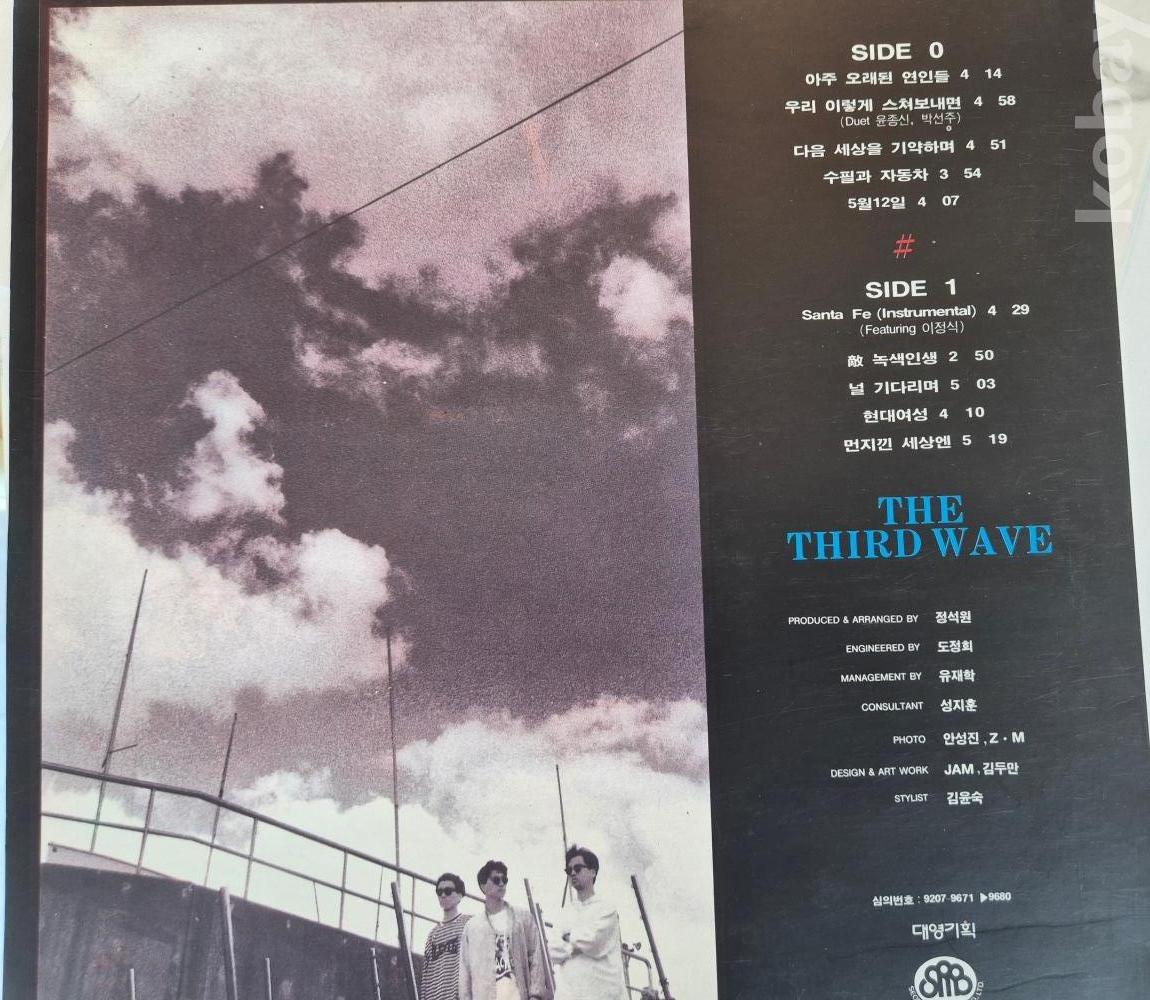 SIDE 0
아주 오래된 연인들 4 14
우리 이렇게 스쳐보내면 4 58
(Duet 윤종신, 박선주)
다음 세상을 기약하며 4 51
수필과 자동차 3 54
5월12일 4 07
#
SIDE 1
Santa Fe (Instrumental) 4 29
(Featuring 이정식)
敵 녹색인생 2 50
널 기다리며 5 03
현대여성 4 10
먼지낀 세상엔 5 19
THE
THIRD WAVE
PRODUCED & ARRANGED BY 정석원
ENGINEERED BY 도정회
MANAGEMENT BY 유재학
CONSULTANT 성지훈
PHOTO 안성진, Z·M
DESIGN & ART WORK JAM, 김두만
STYLIST 김윤숙
심의번호 : 9207-9671 ▶9680
대영기획
SRB
kobay